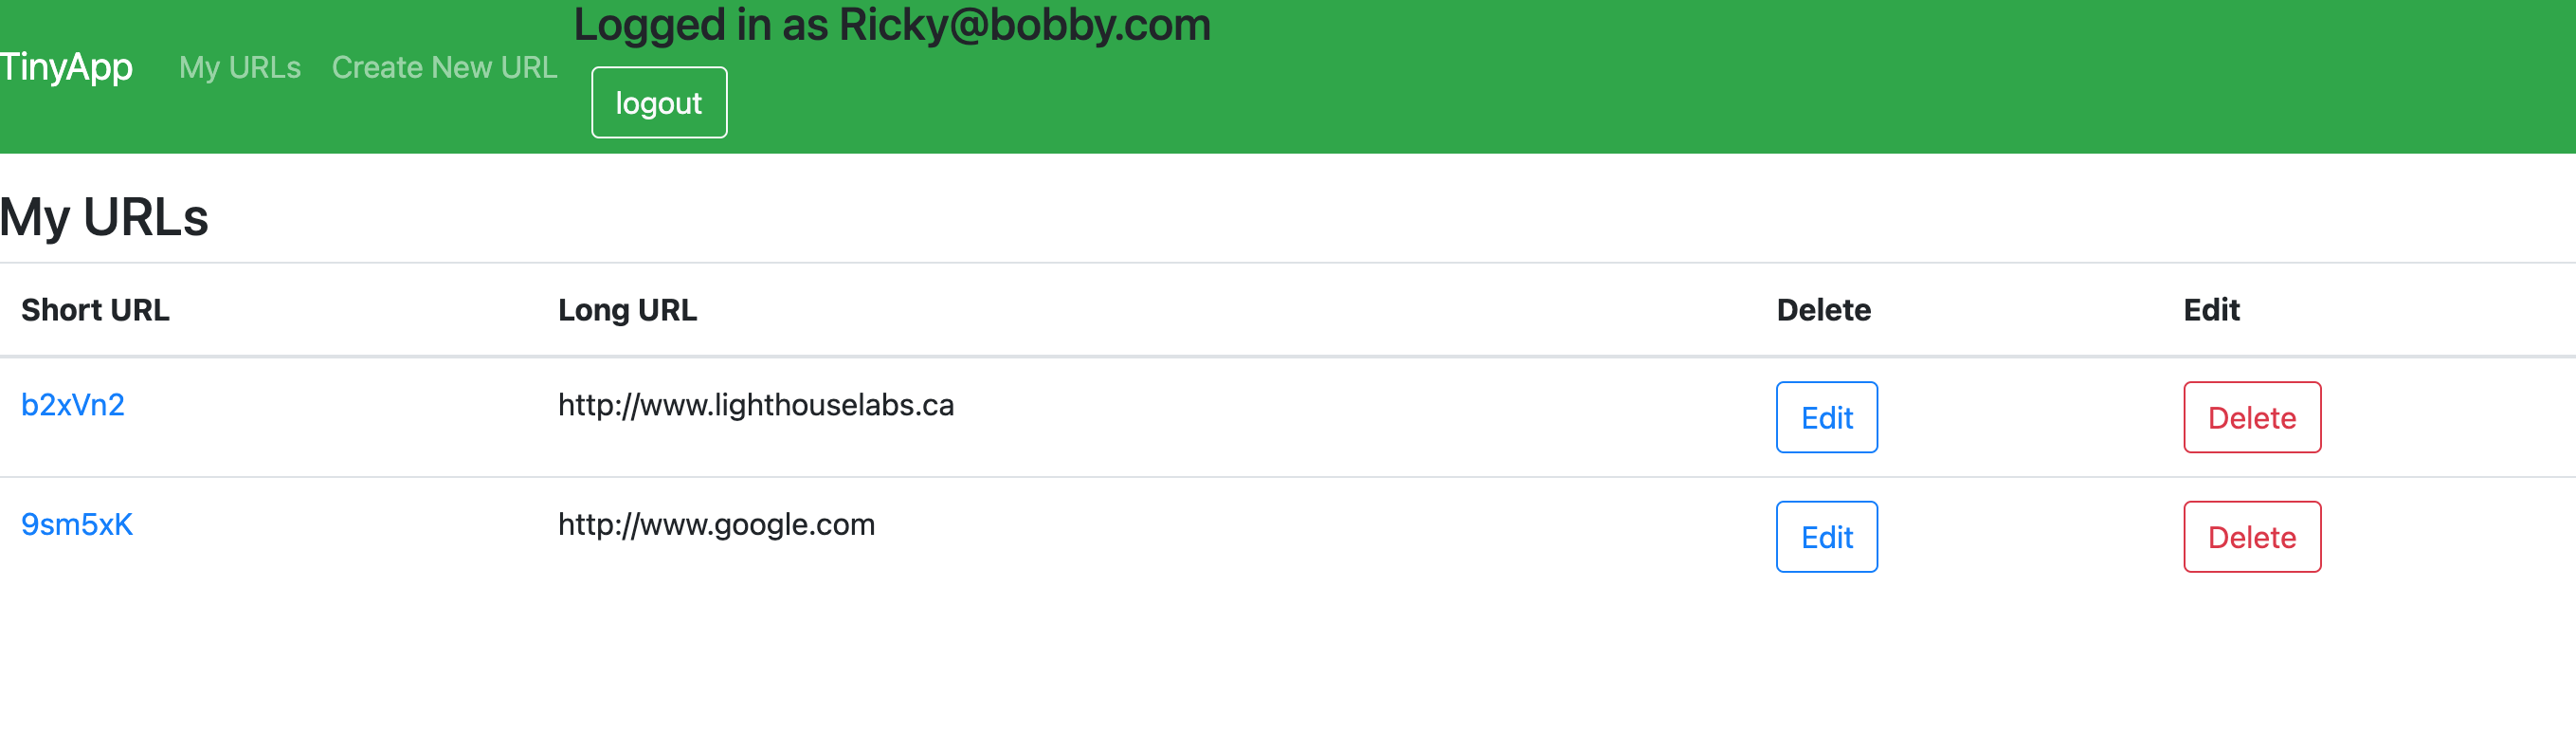 Logged in as Ricky@bobby.com
TinyApp My URLs Create New URL
logout
My URLs
Short URL Long URL Delete Edit
b2xVn2 http://www.lighthouselabs.ca Edit Delete
9sm5xK http://www.google.com Edit Delete